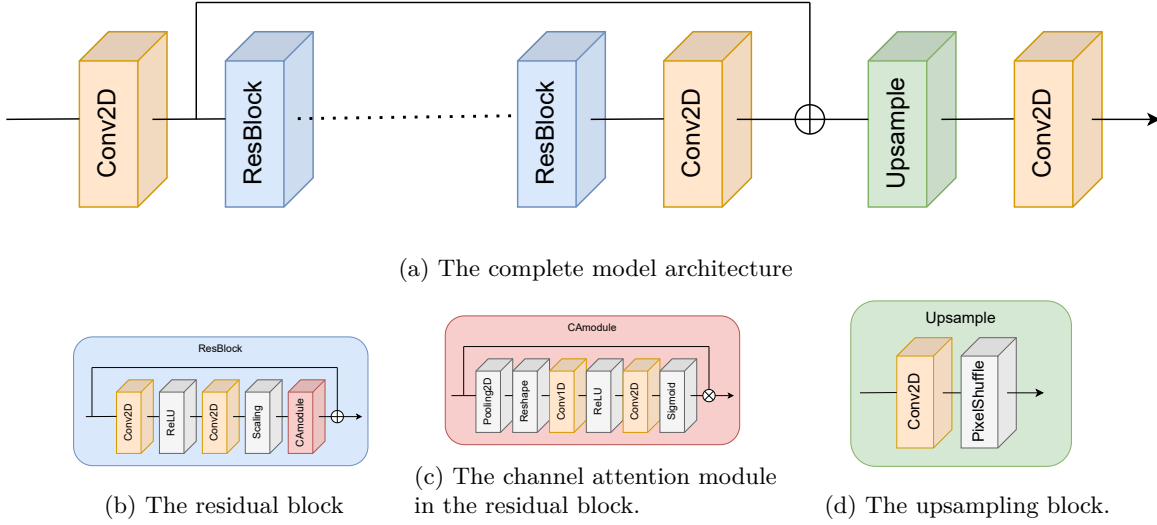 Conv2D
ResBlock
ResBlock
Conv2D
Upsample
Conv2D
(a) The complete model architecture
ResBlock
Conv2D
ReLU
Conv2D
Scaling
CAmodule
(b) The residual block
CAmodule
Pooling2D
Reshape
Conv1D
ReLU
Conv2D
Sigmoid
(c) The channel attention module
in the residual block.
Upsample
Conv2D
PixelShuffle
(d) The upsampling block.